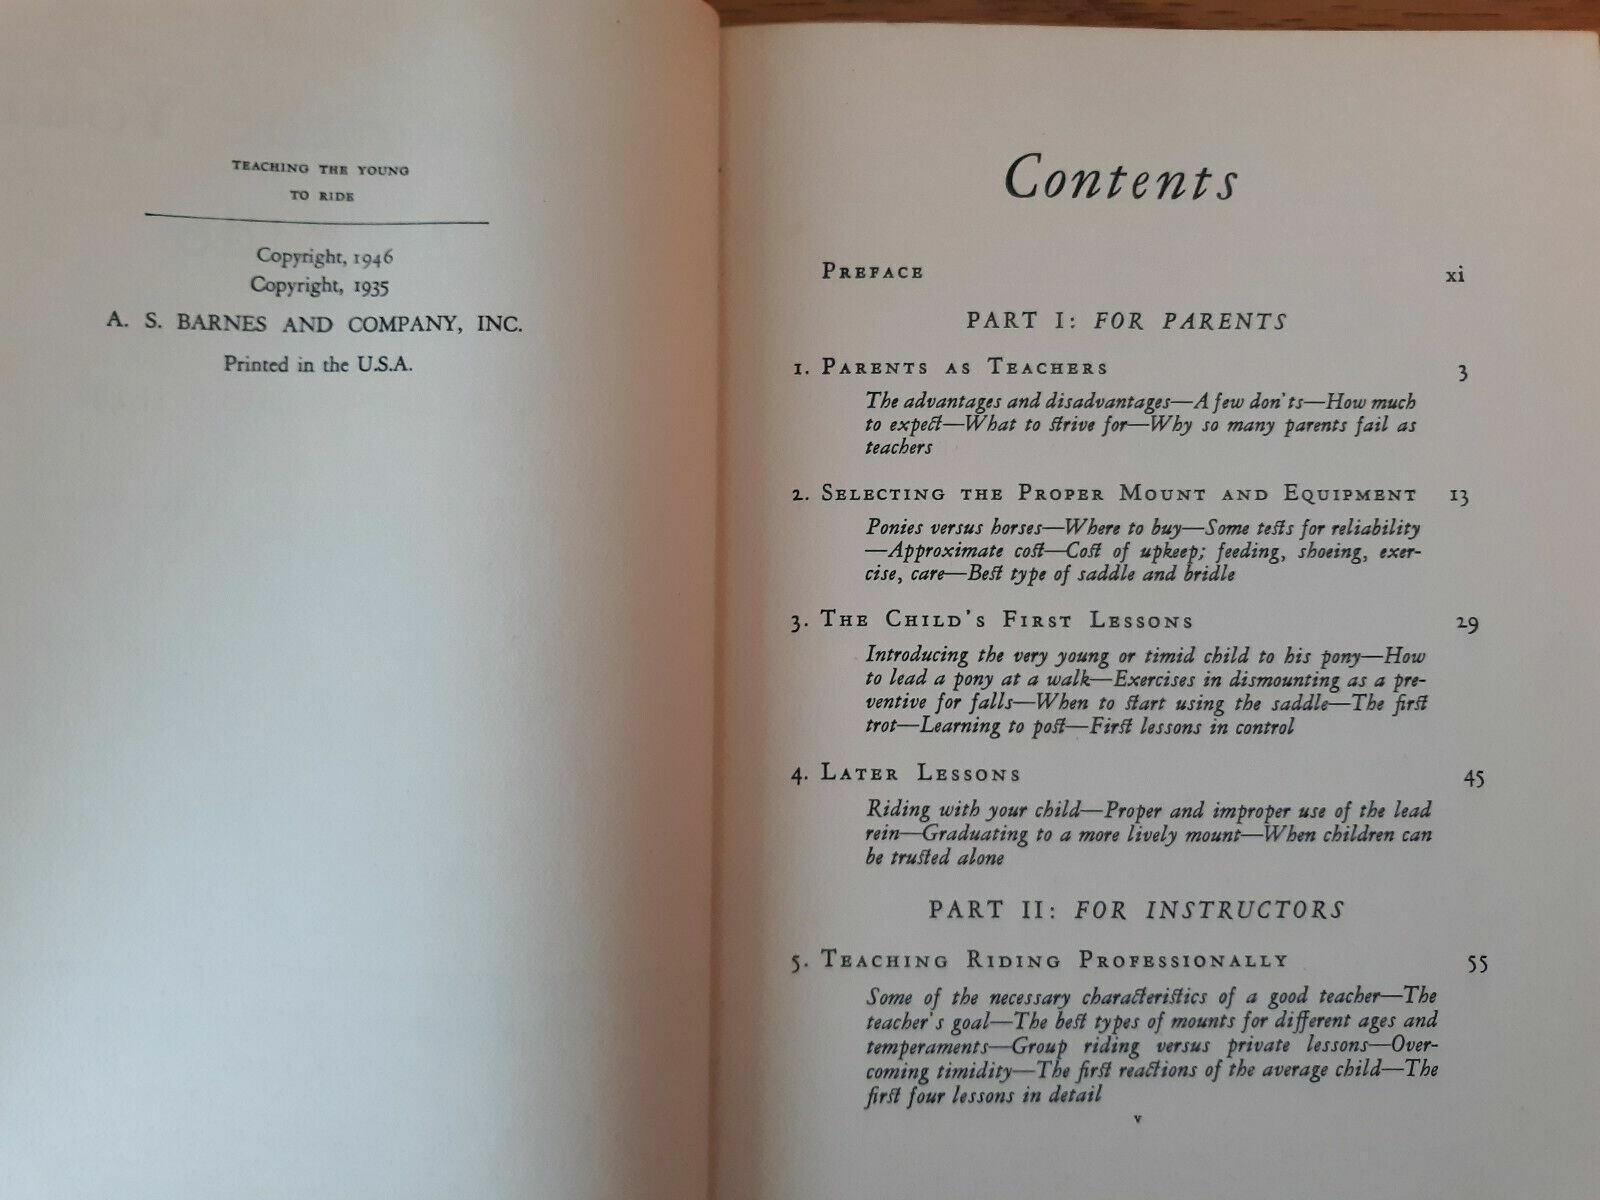 TEACHING THE YOUNG
TO RIDE
Copyright, 1946
Copyright, 1935
A. S. BARNES AND COMPANY, INC.
Printed in the U.S.A.
Contents
PREFACE xi
PART I: FOR PARENTS
1. PARENTS AS TEACHERS 3
The advantages and disadvantages—A few don'ts—How much
to expect—What to strive for—Why so many parents fail as
teachers
2. SELECTING THE PROPER MOUNT AND EQUIPMENT 13
Ponies versus horses—Where to buy—Some tests for reliability
—Approximate cost—Cost of upkeep; feeding, shoeing, exer-
cise, care—Best type of saddle and bridle
3. THE CHILD'S FIRST LESSONS 29
Introducing the very young or timid child to his pony—How
to lead a pony at a walk—Exercises in dismounting as a pre-
ventive for falls—When to start using the saddle—The first
trot—Learning to post—First lessons in control
4. LATER LESSONS 45
Riding with your child—Proper and improper use of the lead
rein—Graduating to a more lively mount—When children can
be trusted alone
PART II: FOR INSTRUCTORS
5. TEACHING RIDING PROFESSIONALLY 55
Some of the necessary characteristics of a good teacher—The
teacher's goal—The best types of mounts for different ages and
temperaments—Group riding versus private lessons—Over-
coming timidity—The first reactions of the average child—The
first four lessons in detail
v